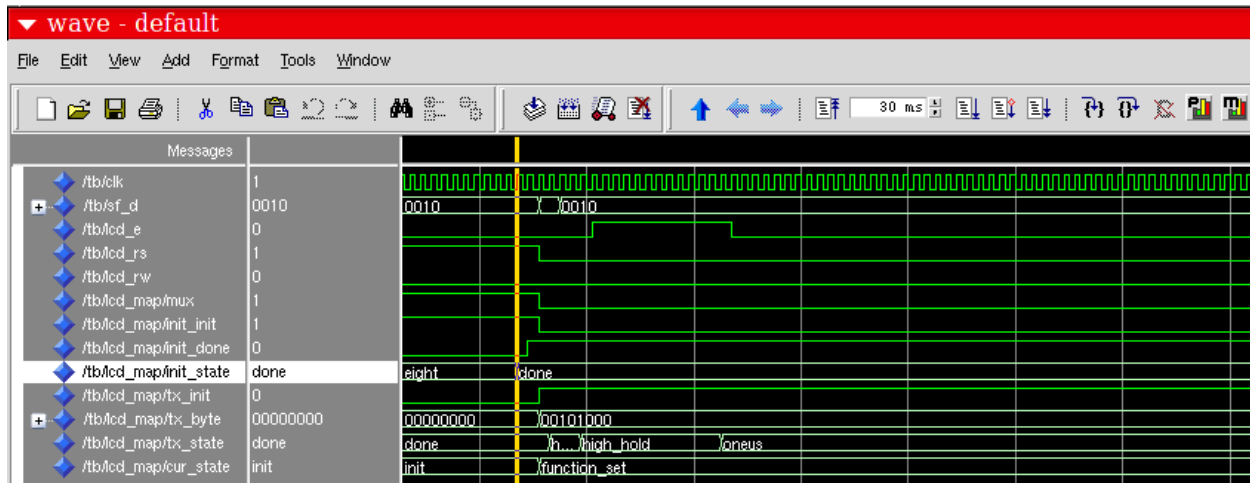 wave - default
File Edit View Add Format Tools Window
30 ms
Messages
/tb/clk 1
/tb/sf_d 0010 0010 0010
/tb/lcd_e 0
/tb/lcd_rs 1
/tb/lcd_rw 0
/tb/lcd_map/mux 1
/tb/lcd_map/init_init 1
/tb/lcd_map/init_done 0
/tb/lcd_map/init_state done eight done
/tb/lcd_map/tx_init 0
/tb/lcd_map/tx_byte 00000000 00000000 00101000
/tb/lcd_map/tx_state done done h... high_hold oneus
/tb/lcd_map/cur_state init init function_set